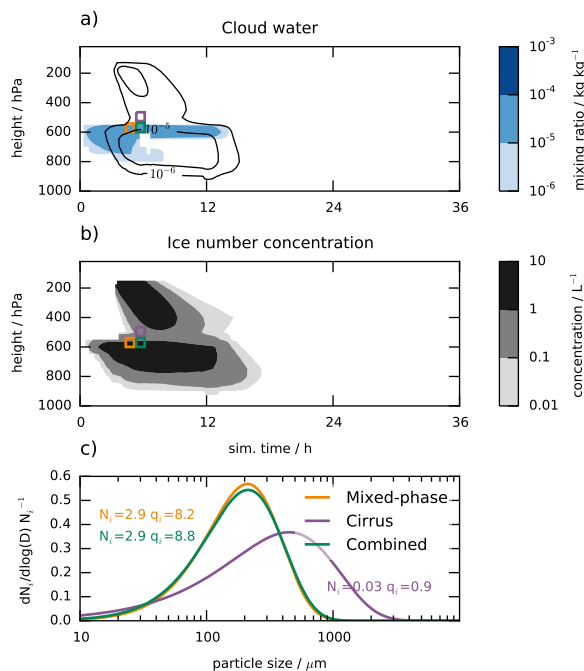 a)
Cloud water
200
400
600
800
1000
height / hPa
10⁻⁵
10⁻⁶
0
12
24
36
10⁻³
10⁻⁴
10⁻⁵
10⁻⁶
mixing ratio / kg kg⁻¹
b)
Ice number concentration
200
400
600
800
1000
height / hPa
0
12
24
36
sim. time / h
10
1
0.1
0.01
concentration / L⁻¹
c)
0.6
0.5
0.4
0.3
0.2
0.1
0.0
dNᵢ/dlog(D) Nᵢ⁻¹
Nᵢ=2.9 qᵢ=8.2
Nᵢ=2.9 qᵢ=8.8
Mixed-phase
Cirrus
Combined
Nᵢ=0.03 qᵢ=0.9
10
100
1000
particle size / μm